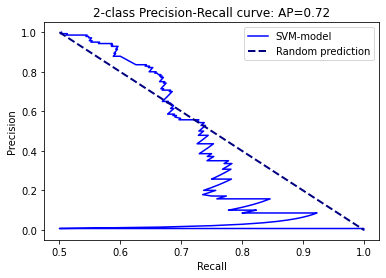 2-class Precision-Recall curve: AP=0.72
SVM-model
Random prediction
Precision
1.0
0.8
0.6
0.4
0.2
0.0
0.5 0.6 0.7 0.8 0.9 1.0
Recall